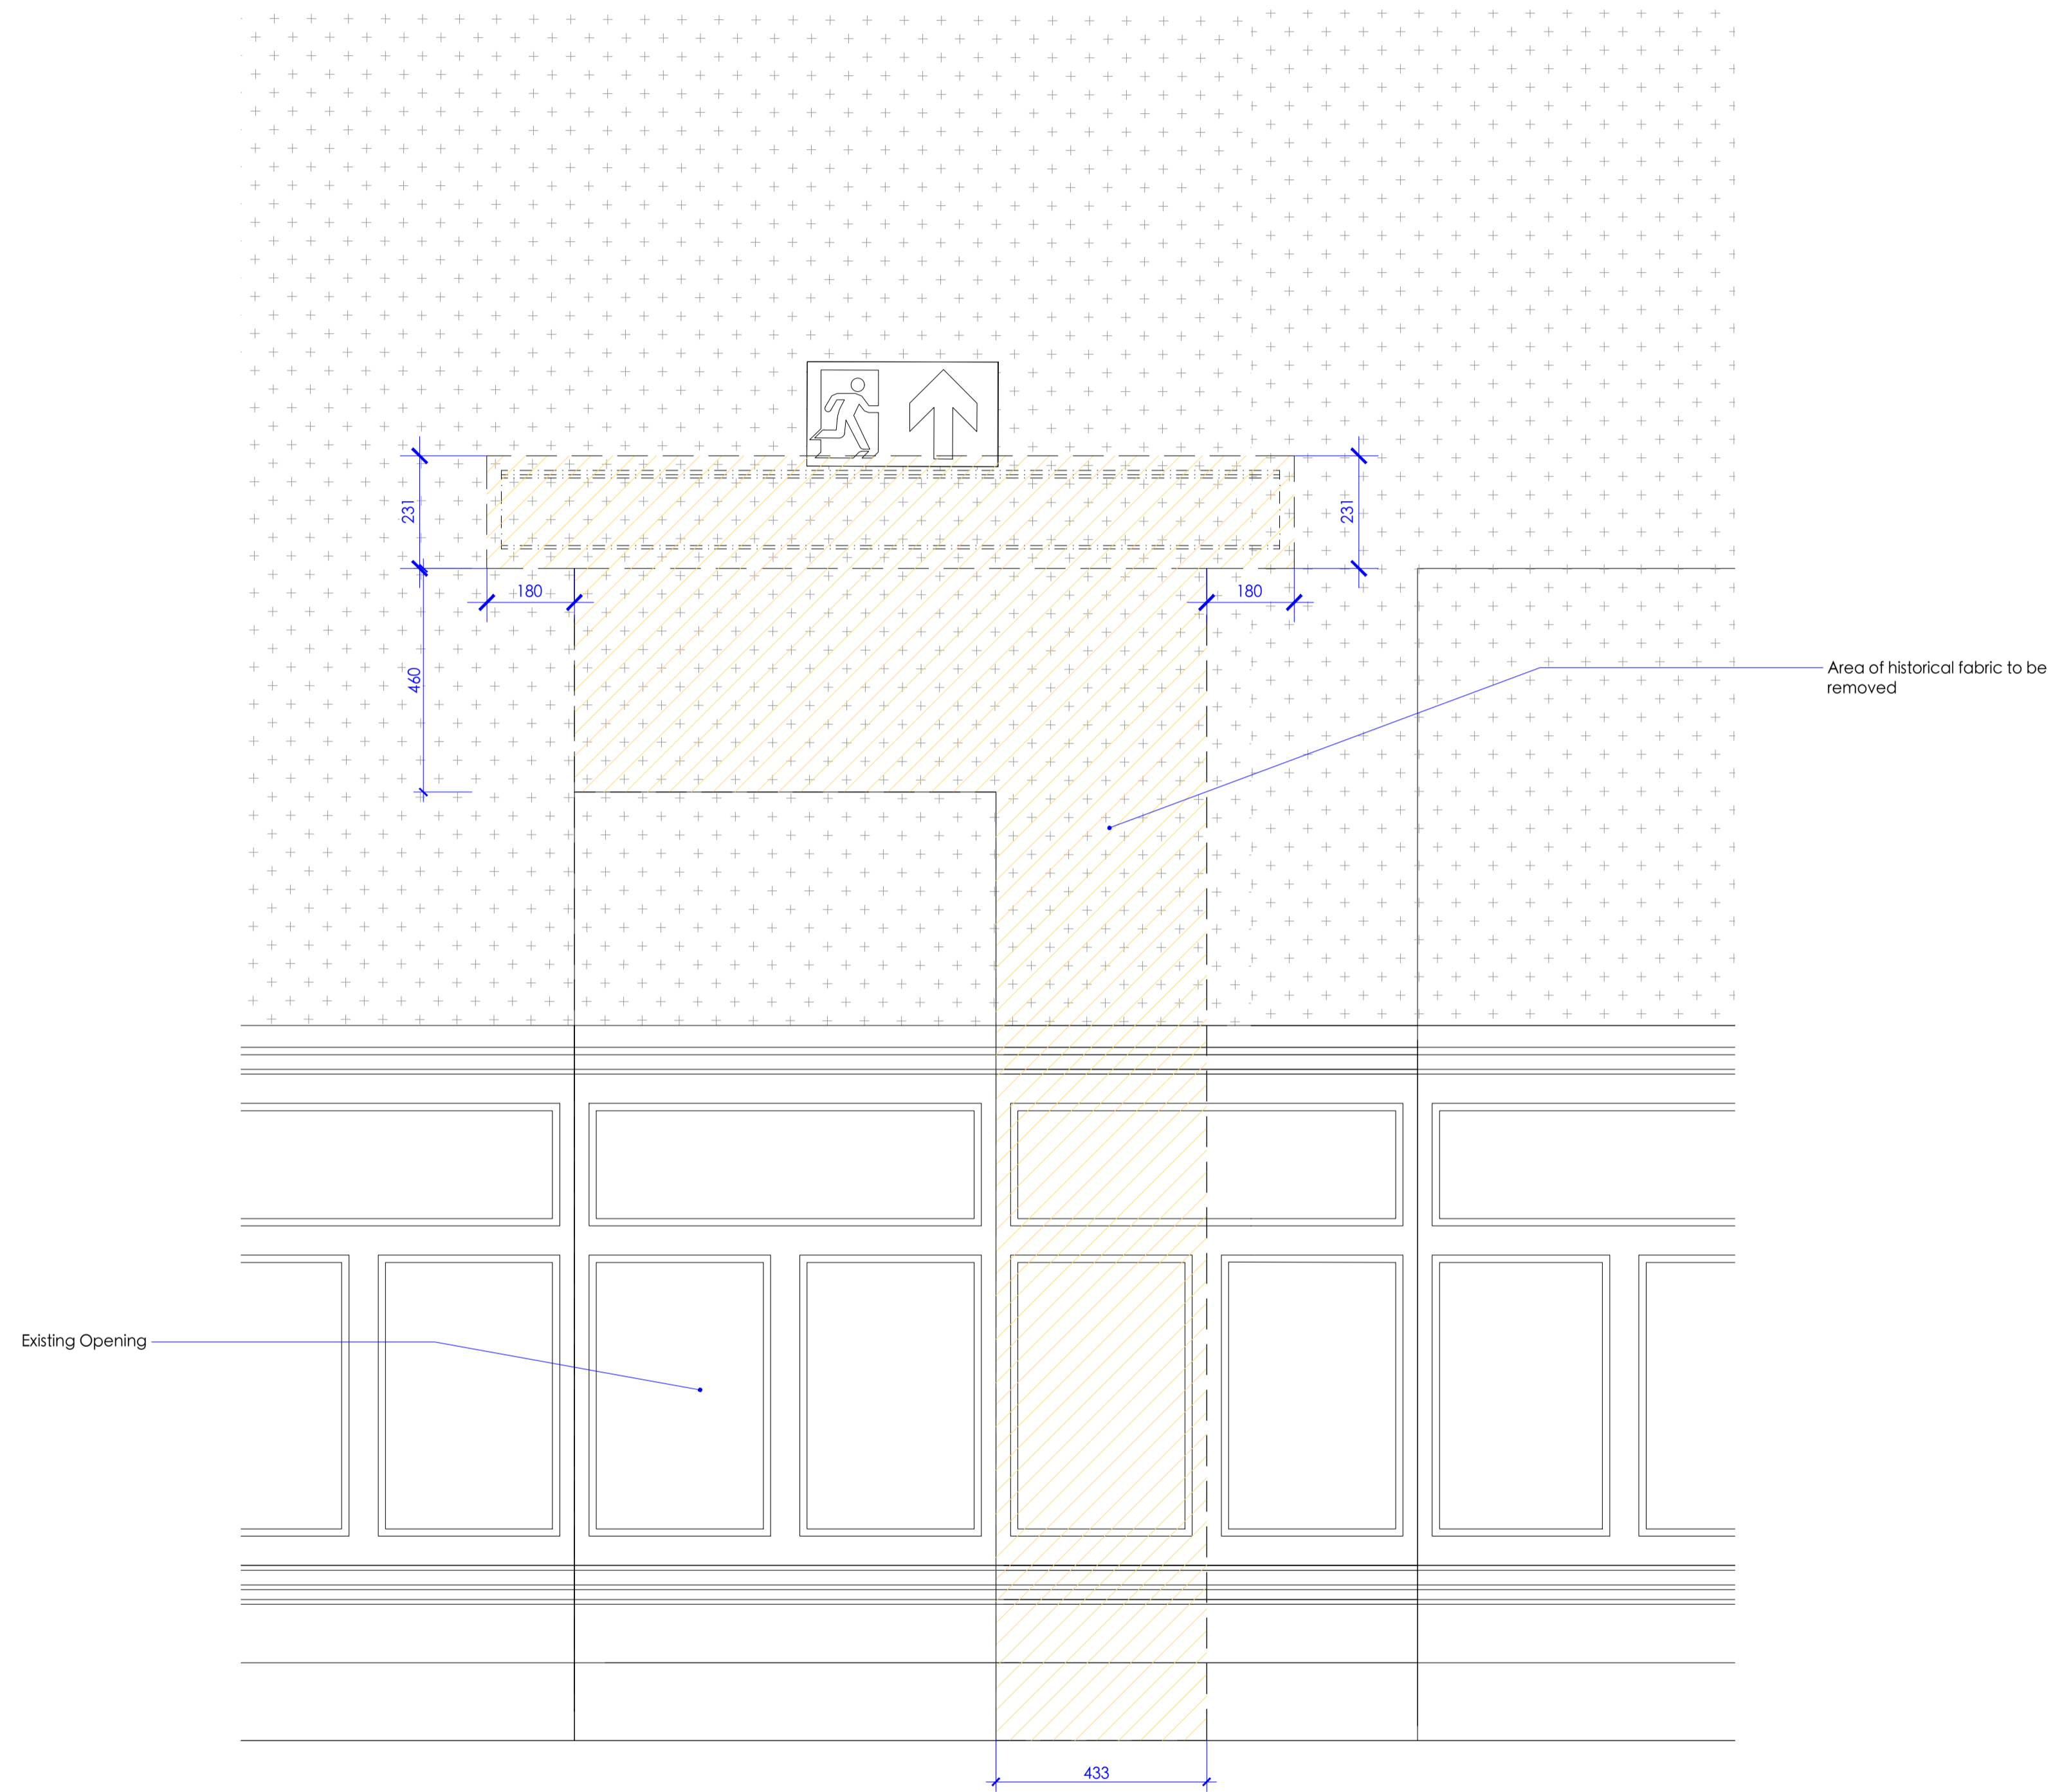 231
231
180
180
460
Area of historical fabric to be
removed
Existing Opening
433